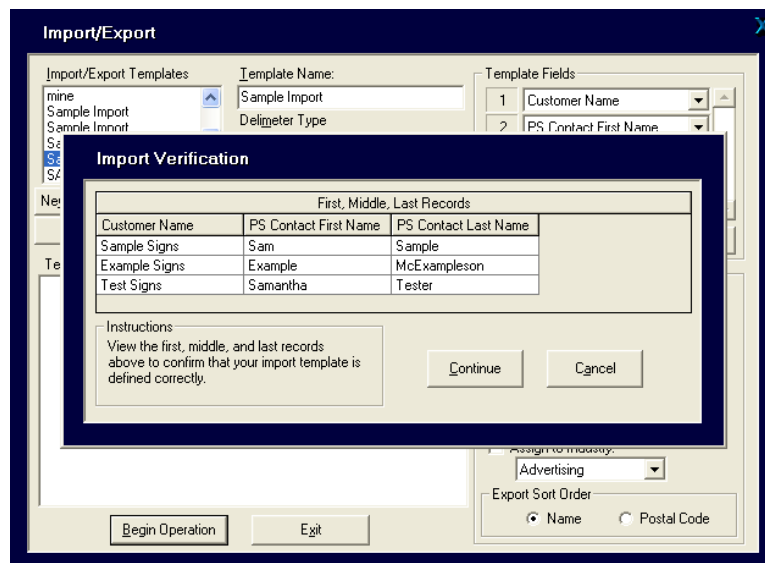 Import/Export
X
Import/Export Templates
Template Name:
Template Fields
mine
Sample Import
Sample Import
Sample Import
Delimeter Type
1 Customer Name
2 PS Contact First Name
Import Verification
First, Middle, Last Records
Customer Name PS Contact First Name PS Contact Last Name
Sample Signs Sam Sample
Example Signs Example McExampleson
Test Signs Samantha Tester
Instructions
View the first, middle, and last records
above to confirm that your import template is
defined correctly.
Continue
Cancel
Assign to Industry:
Advertising
Export Sort Order
Name Postal Code
Begin Operation
Exit